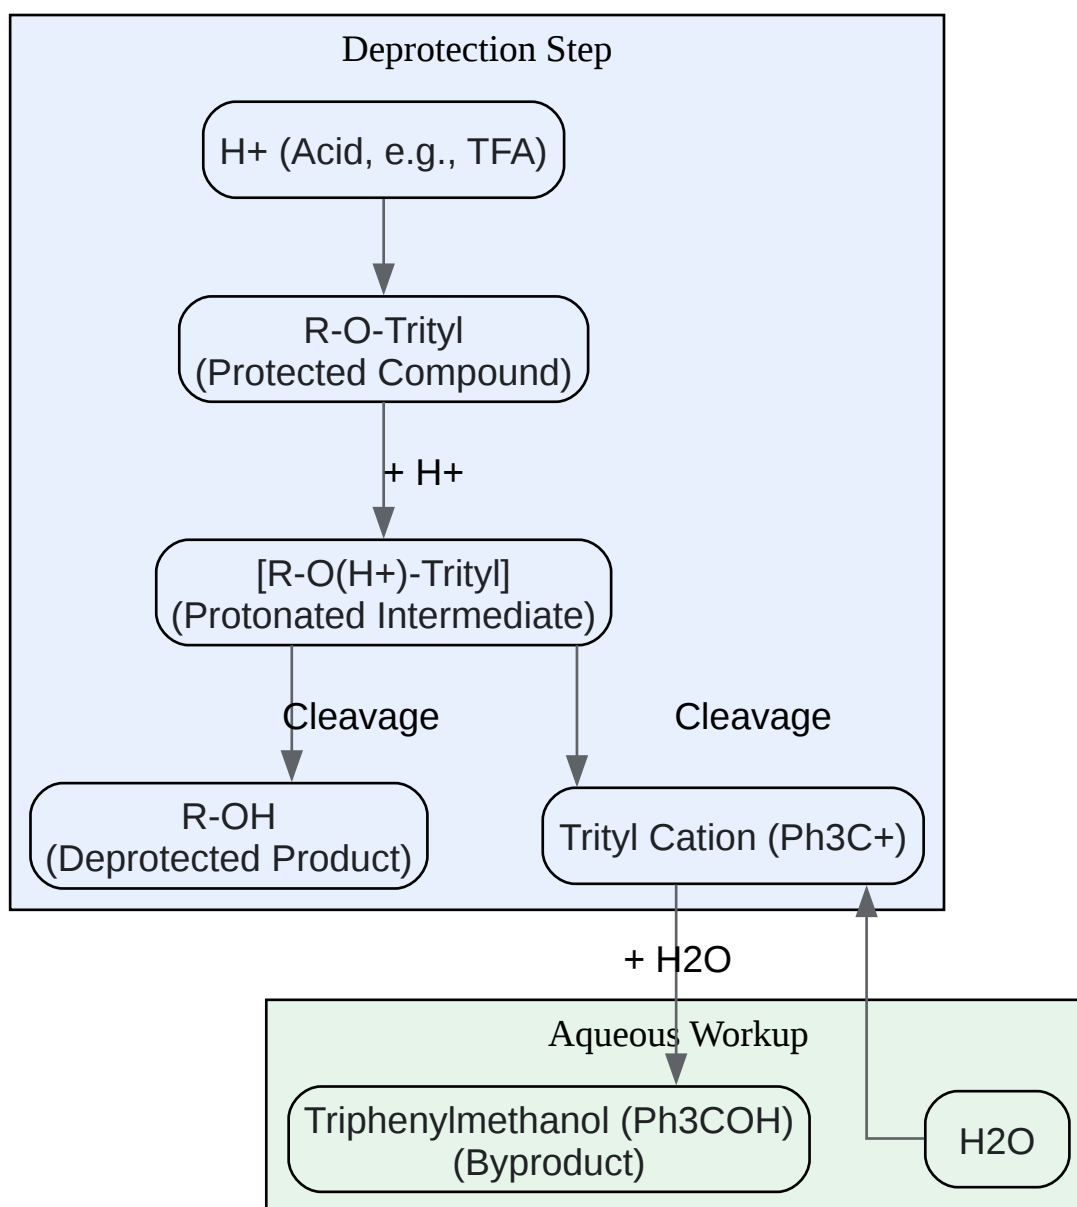 Deprotection Step
H+ (Acid, e.g., TFA)
R-O-Trityl
(Protected Compound)
+ H+
[R-O(H+)-Trityl]
(Protonated Intermediate)
Cleavage
Cleavage
R-OH
(Deprotected Product)
Trityl Cation (Ph3C+)
+ H2O
Aqueous Workup
Triphenylmethanol (Ph3COH)
(Byproduct)
H2O